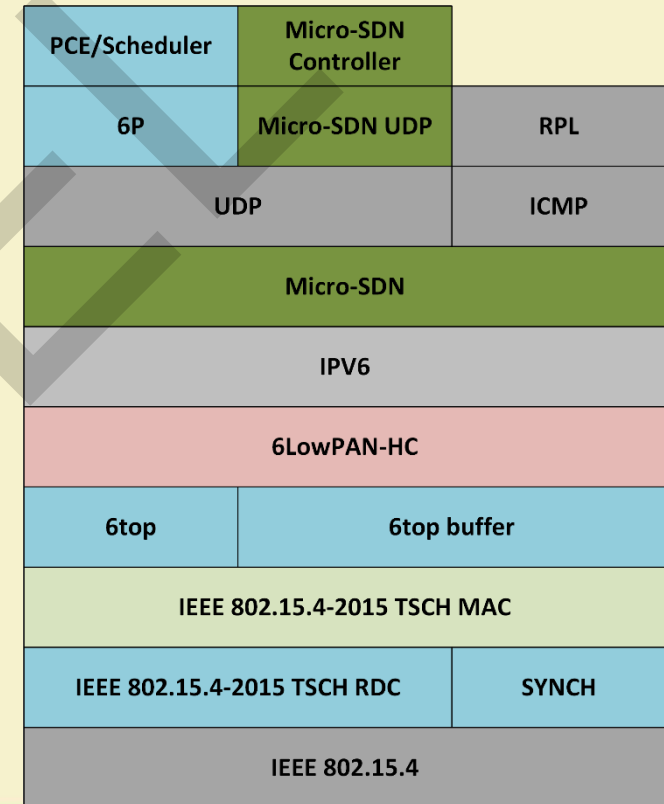 PCE/Scheduler
Micro-SDN
Controller
6P
Micro-SDN UDP
RPL
UDP
ICMP
Micro-SDN
IPV6
6LowPAN-HC
6top
6top buffer
IEEE 802.15.4-2015 TSCH MAC
IEEE 802.15.4-2015 TSCH RDC
SYNCH
IEEE 802.15.4